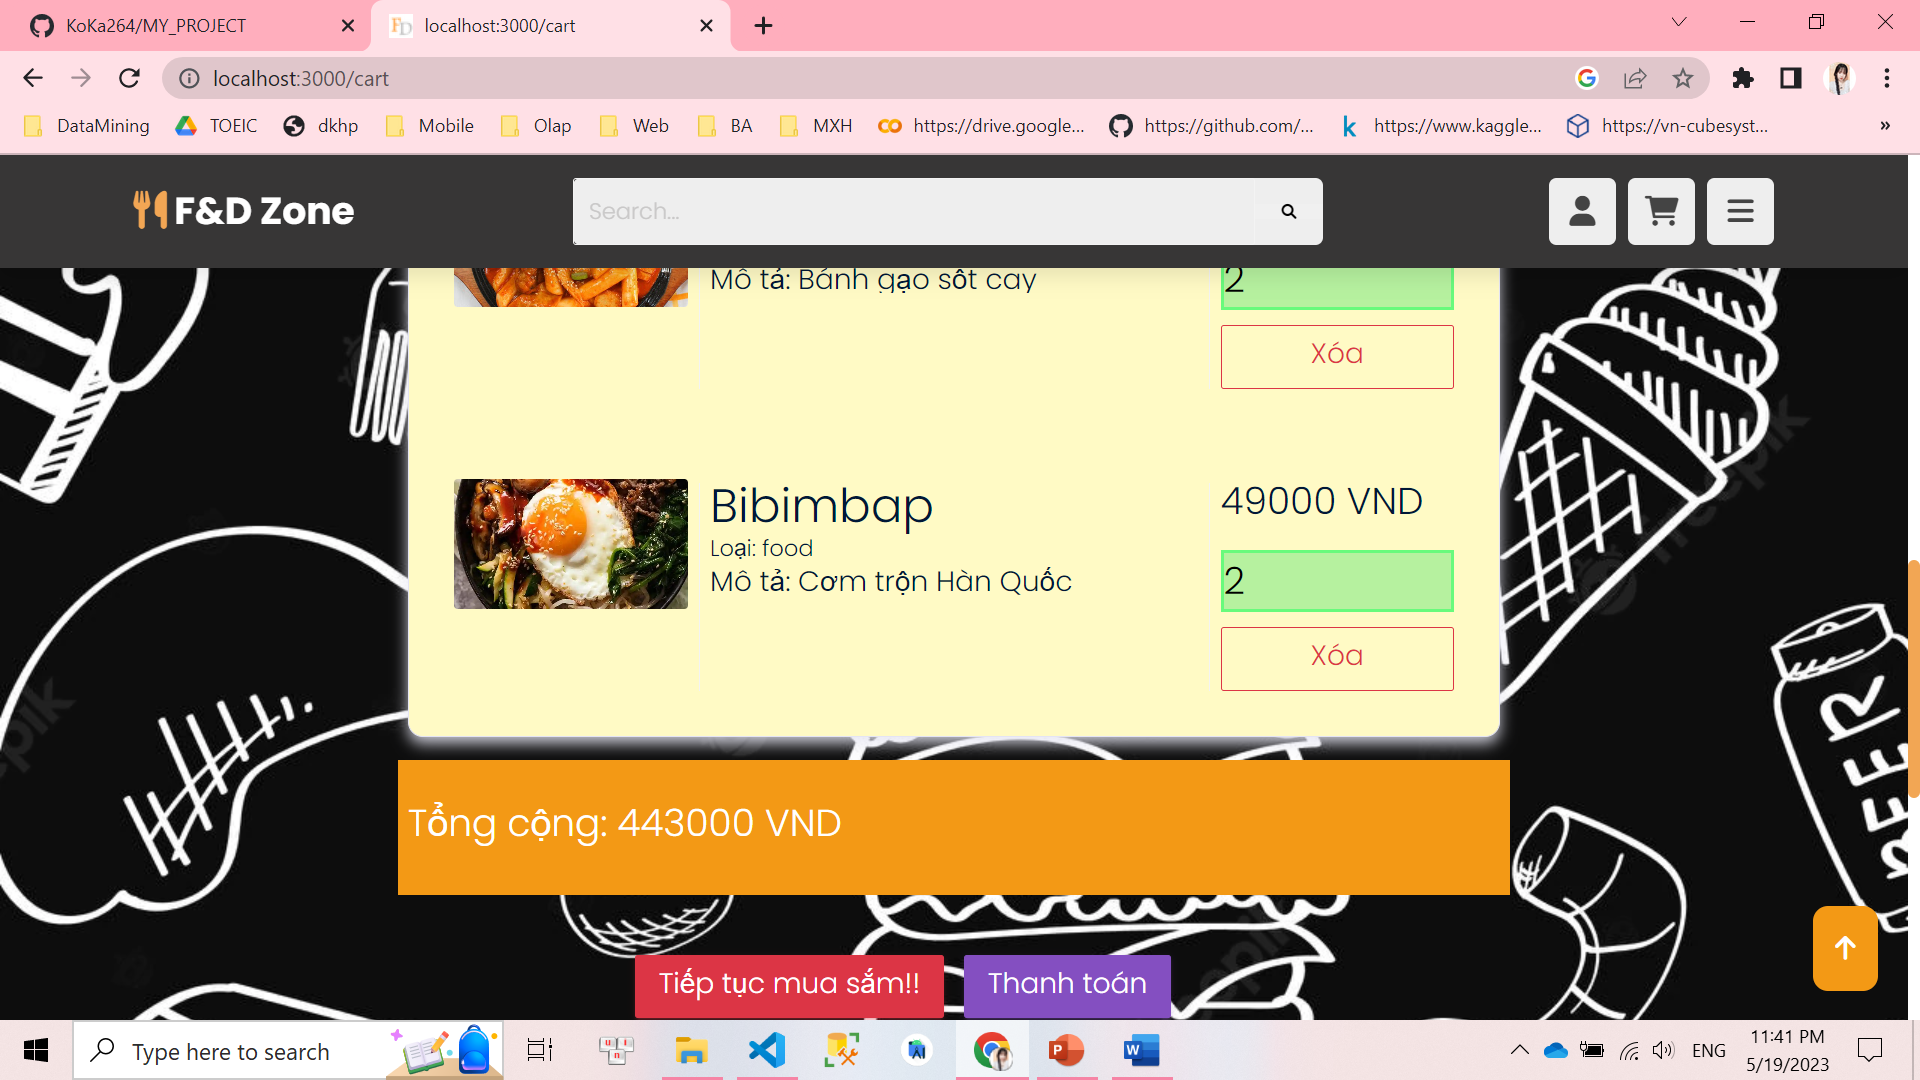 KoKa264/MY_PROJECT
localhost:3000/cart
localhost:3000/cart
DataMining
TOEIC
dkhp
Mobile
Olap
Web
BA
MXH
https://drive.google...
https://github.com/...
https://www.kaggle...
https://vn-cubesyst...
»
F&D Zone
Search...
Mô tả: Bánh gạo sốt cay
2
Xóa
Bibimbap
49000 VND
Loại: food
Mô tả: Cơm trộn Hàn Quốc
2
Xóa
Tổng cộng: 443000 VND
BEER
freepik
Tiếp tục mua sắm!!
Thanh toán
Type here to search
ENG
11:41 PM
5/19/2023